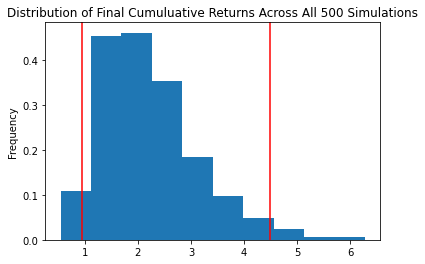 Distribution of Final Cumuluative Returns Across All 500 Simulations
Frequency
0.4
0.3
0.2
0.1
0.0
1 2 3 4 5 6